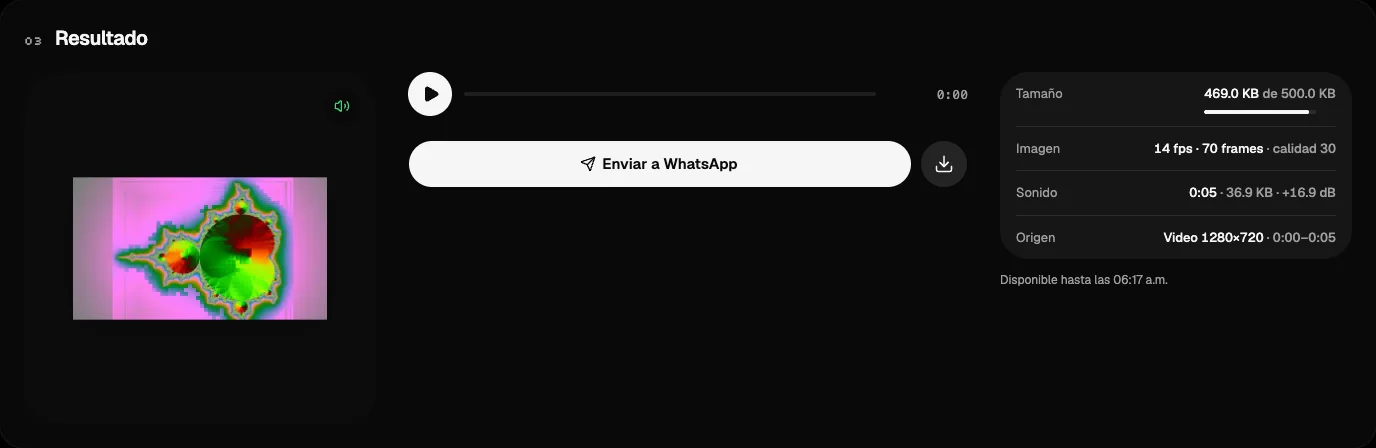 03 Resultado
0:00
Enviar a WhatsApp
Tamaño 469.0 KB de 500.0 KB
Imagen 14 fps · 70 frames · calidad 30
Sonido 0:05 · 36.9 KB · +16.9 dB
Origen Video 1280×720 · 0:00–0:05
Disponible hasta las 06:17 a.m.